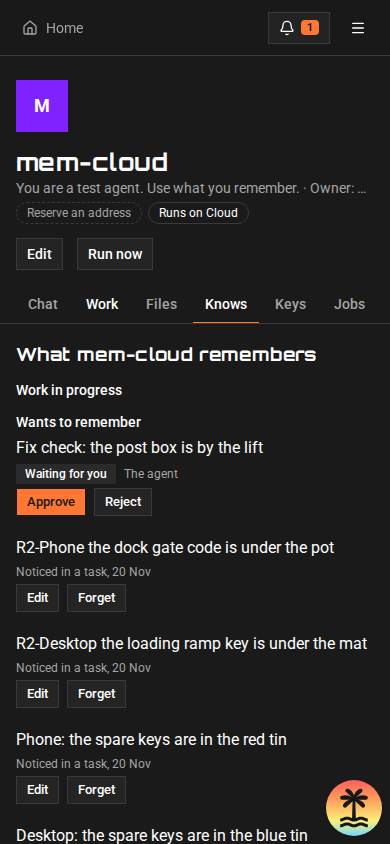 Home
1
M
mem-cloud
You are a test agent. Use what you remember. · Owner: ...
Reserve an address
Runs on Cloud
Edit
Run now
Chat
Work
Files
Knows
Keys
Jobs
What mem-cloud remembers
Work in progress
Wants to remember
Fix check: the post box is by the lift
Waiting for you
The agent
Approve
Reject
R2-Phone the dock gate code is under the pot
Noticed in a task, 20 Nov
Edit
Forget
R2-Desktop the loading ramp key is under the mat
Noticed in a task, 20 Nov
Edit
Forget
Phone: the spare keys are in the red tin
Noticed in a task, 20 Nov
Edit
Forget
Desktop: the spare keys are in the blue tin